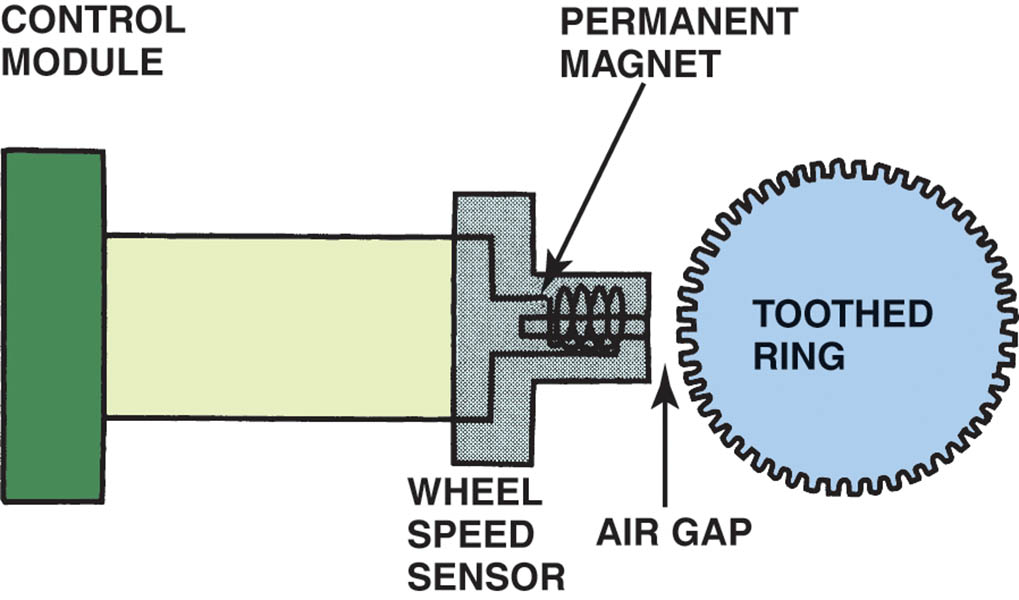 CONTROL
MODULE
PERMANENT
MAGNET
TOOTHED
RING
WHEEL
SPEED
SENSOR
AIR GAP